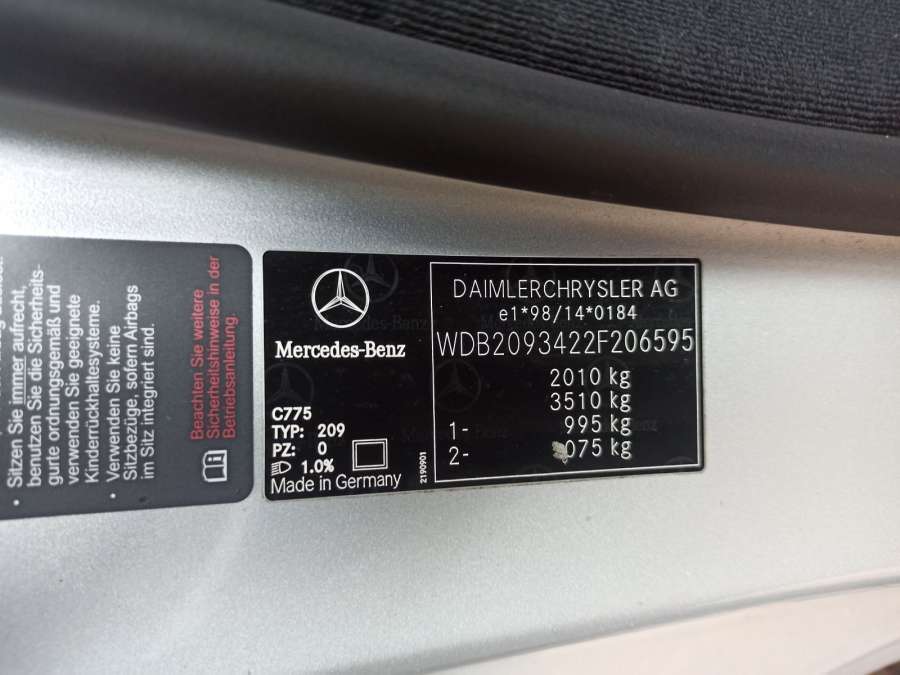 Sitzen Sie immer aufrecht,
benutzen Sie die Sicherheits-
gurte ordnungsgemäß und
verwenden Sie geeignete
Kinderrückhaltesysteme.
• Verwenden Sie keine
Sitzbezüge, sofern Airbags
im Sitz integriert sind.
Beachten Sie weitere
Sicherheitshinweise in der
Betriebsanleitung.
Mercedes-Benz
C775
TYP: 209
PZ: 0
1.0%
Made in Germany
2190901
DAIMLERCHRYSLER AG
e1*98/14*0184
WDB2093422F206595
2010 kg
3510 kg
1- 995 kg
2- 075 kg